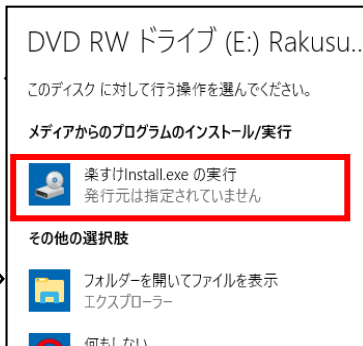 DVD RW ドライブ (E:) Rakusu...
このディスク に対して行う操作を選んでください。
メディアからのプログラムのインストール/実行
楽すけInstall.exe の実行
発行元は指定されていません
その他の選択肢
フォルダーを開いてファイルを表示
エクスプローラー
何もしない